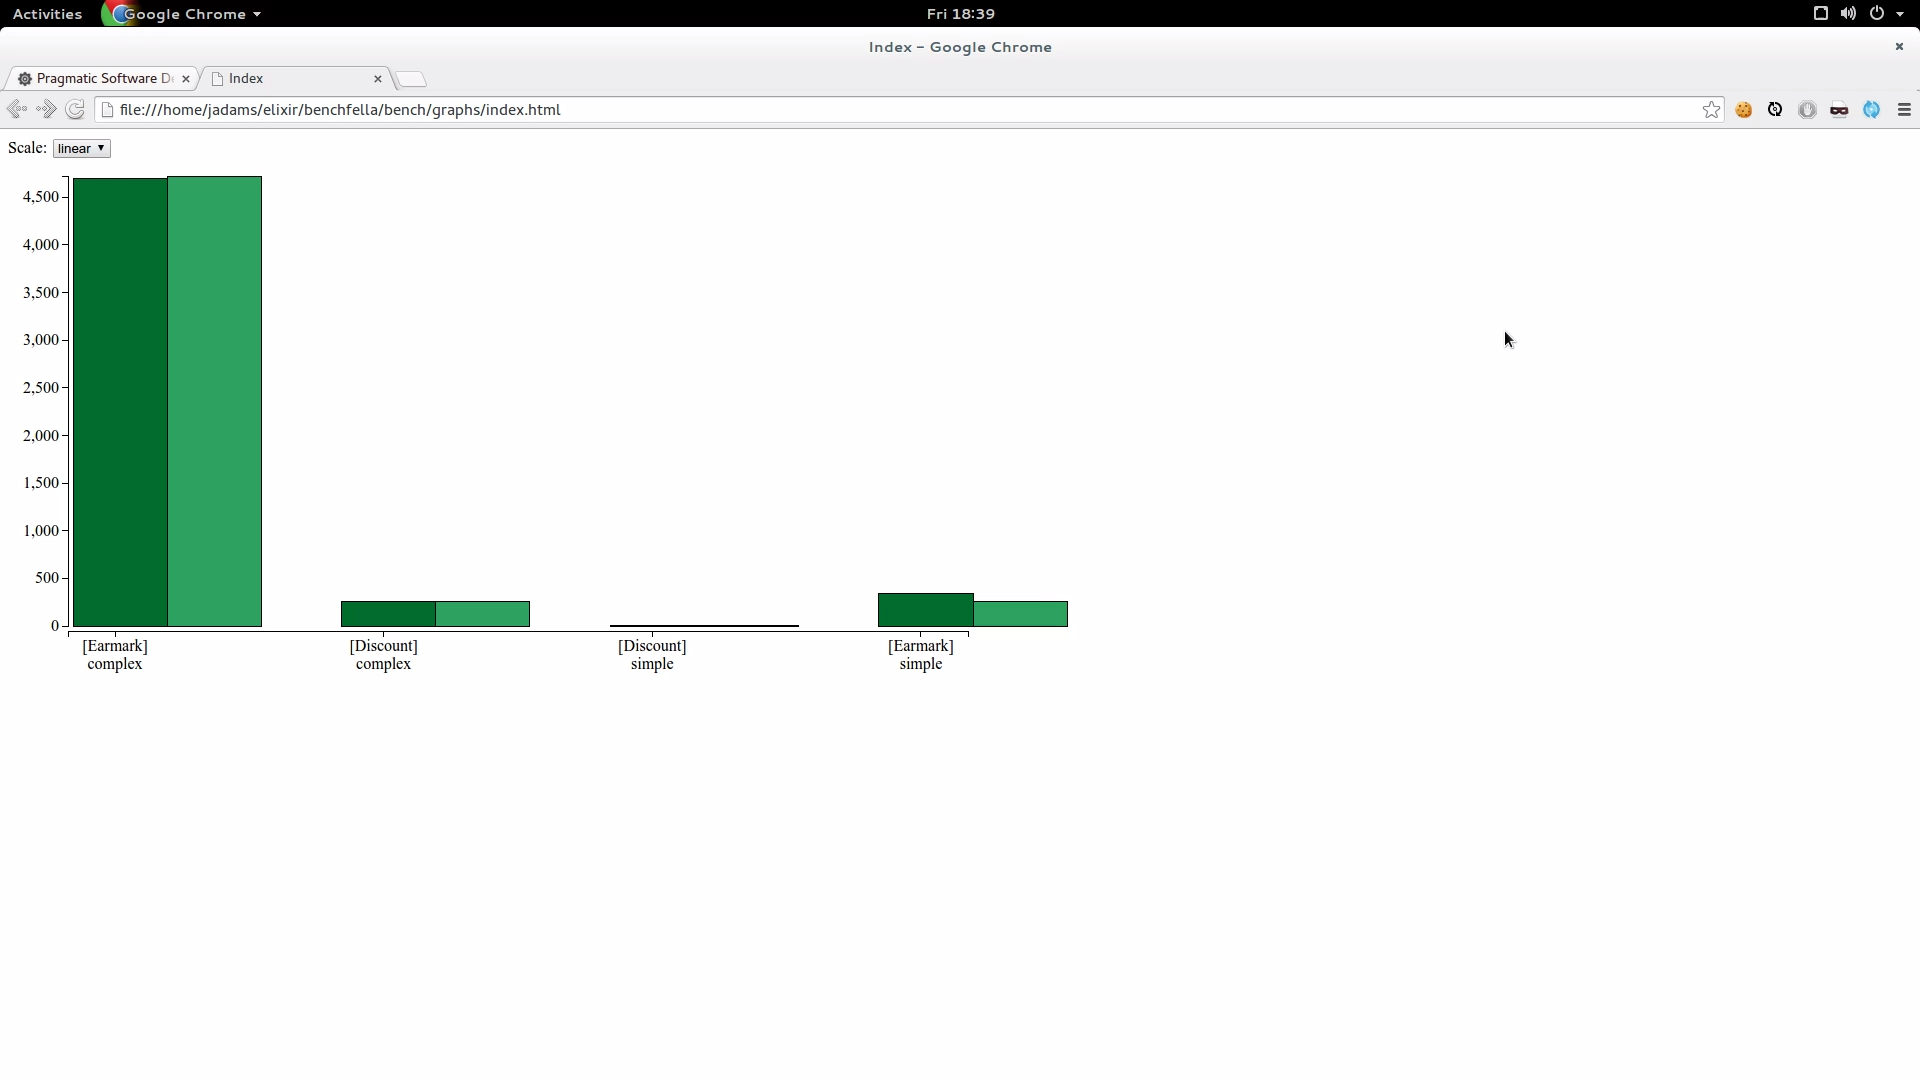 Activities Google Chrome Fri 18:39
Index - Google Chrome
Pragmatic Software D Index
file:///home/jadams/elixir/benchfella/bench/graphs/index.html
Scale: linear
4,500
4,000
3,500
3,000
2,500
2,000
1,500
1,000
500
0
[Earmark] [Discount] [Discount] [Earmark]
complex complex simple simple